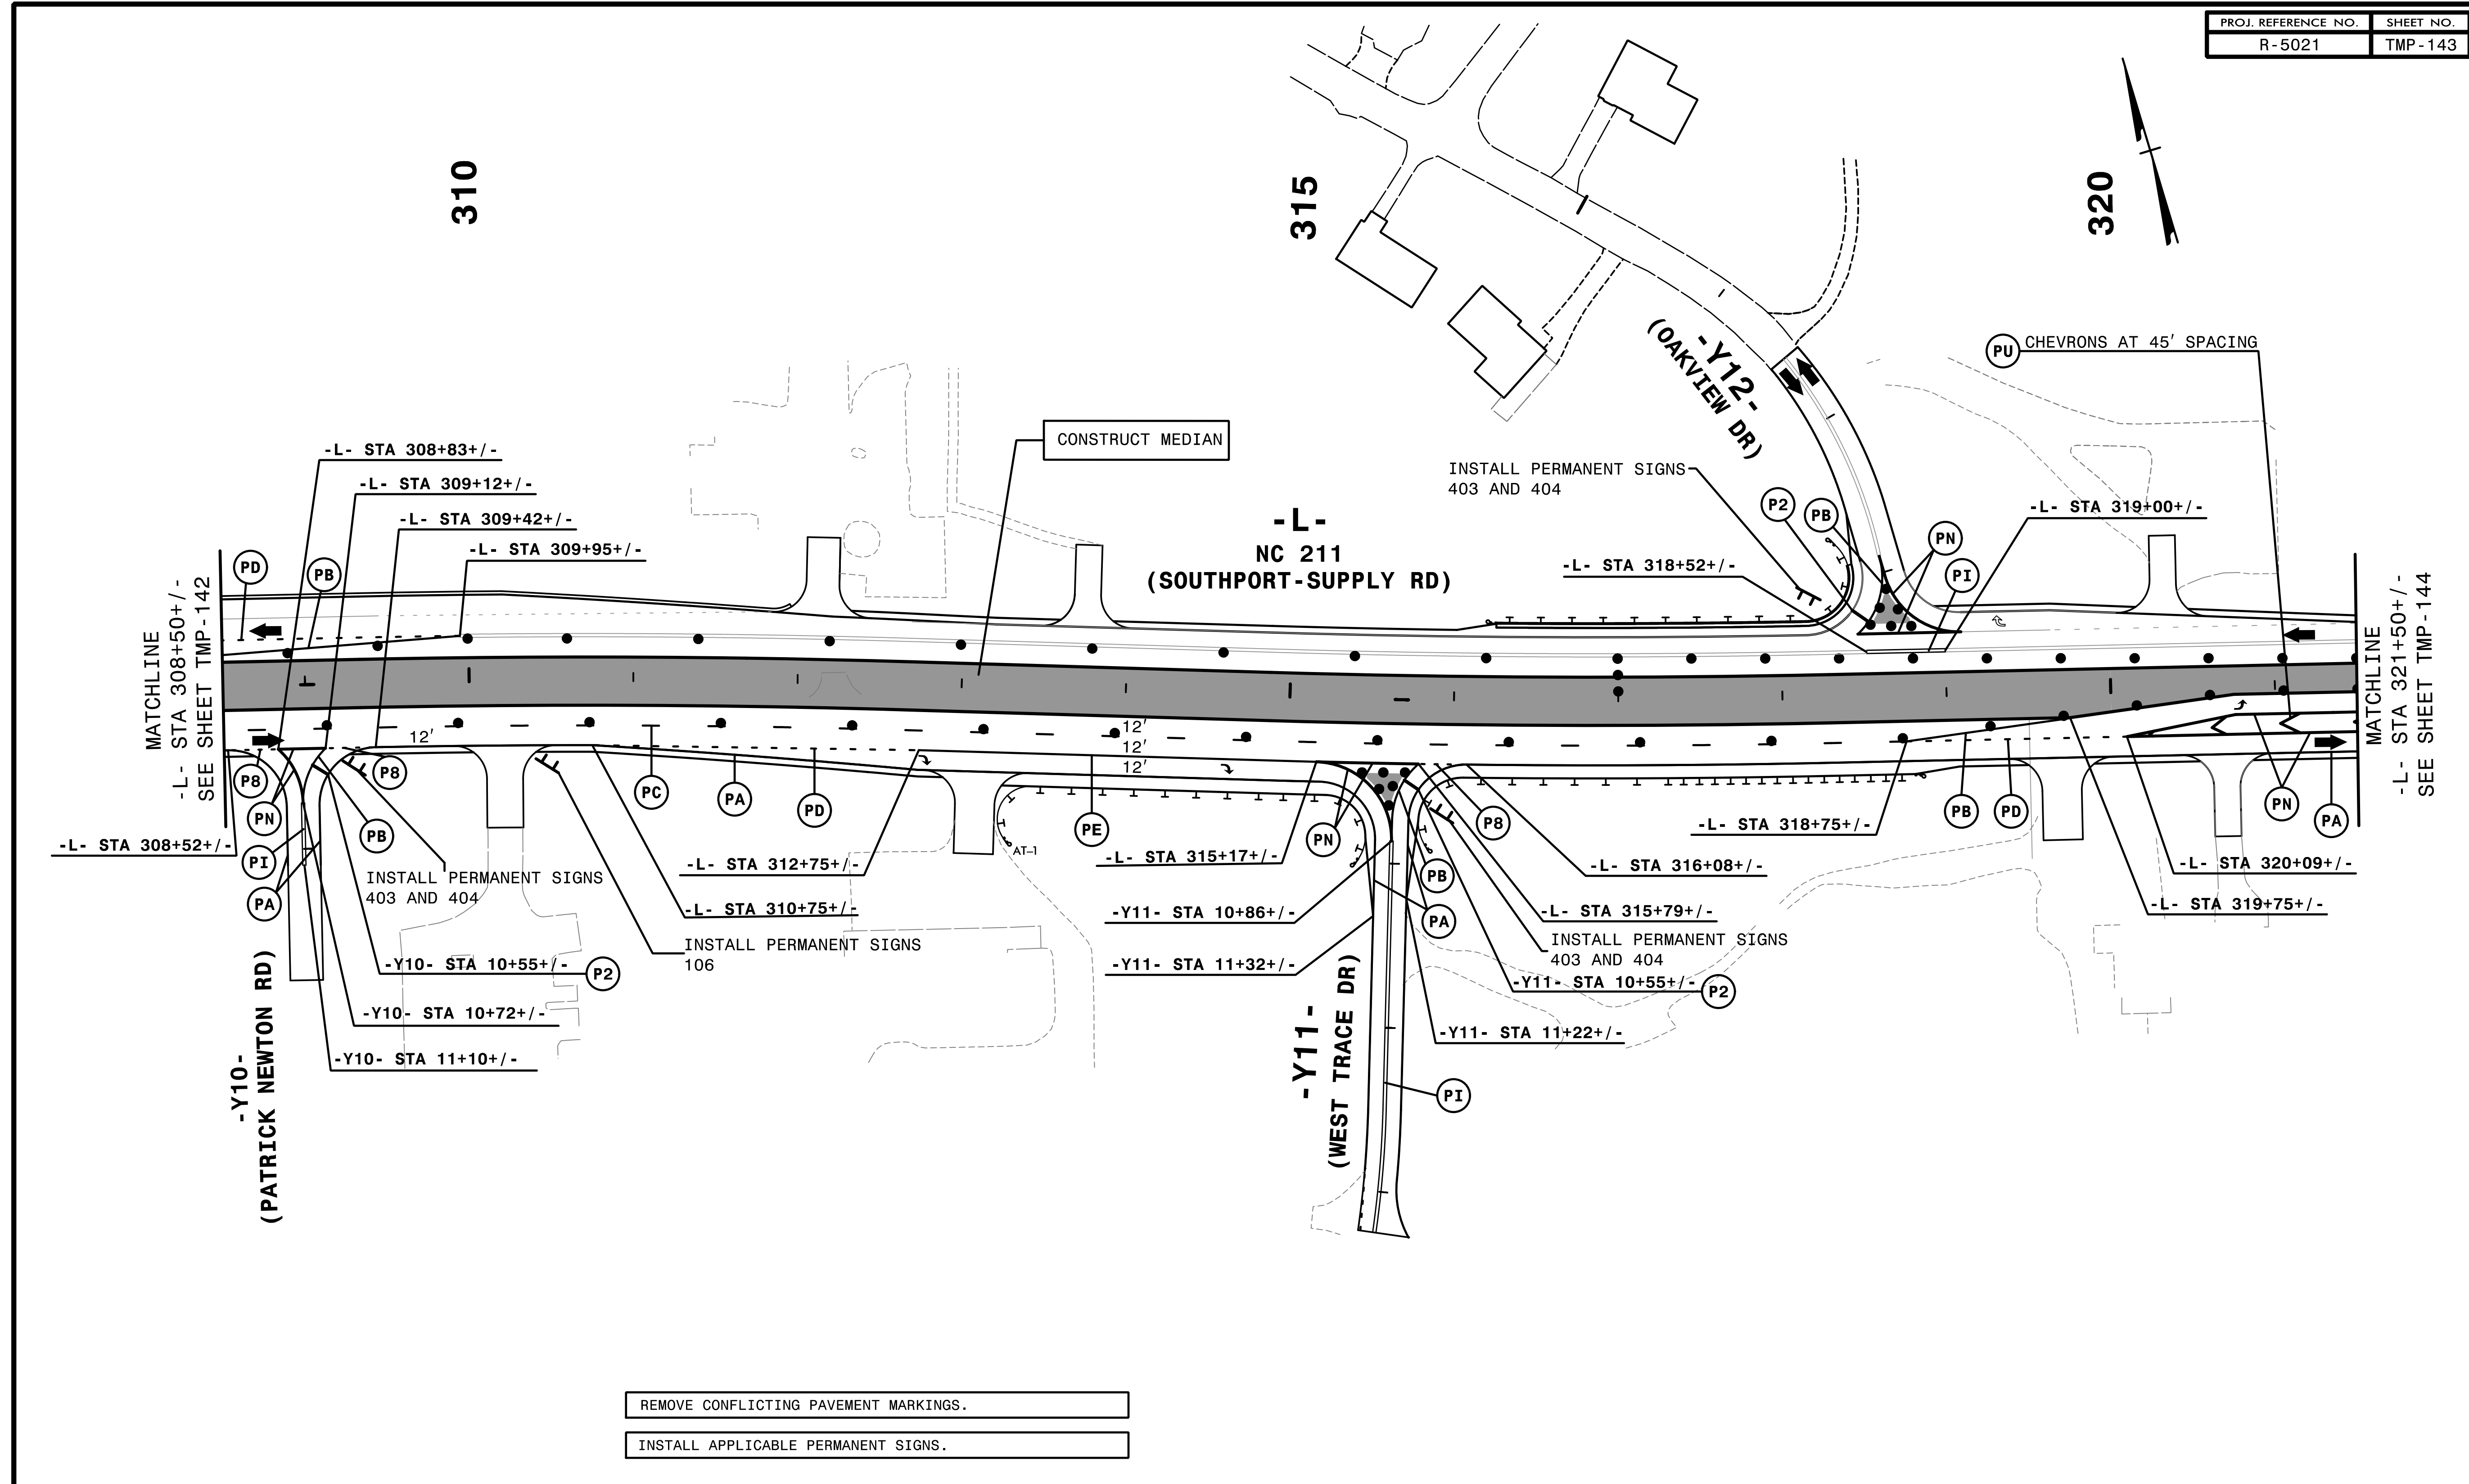 PROJ. REFERENCE NO.
SHEET NO.
R-5021
TMP-143
310
315
320
PU
CHEVRONS AT 45' SPACING
-Y12-
(OAKVIEW DR)
CONSTRUCT MEDIAN
-L- STA 308+83+/-
-L- STA 309+12+/-
-L- STA 309+42+/-
-L- STA 309+95+/-
INSTALL PERMANENT SIGNS
403 AND 404
P2
PB
PN
PI
-L- STA 319+00+/-
-L-
NC 211
(SOUTHPORT-SUPPLY RD)
-L- STA 318+52+/-
PD
PB
MATCHLINE
-L- STA 308+50+/-
SEE SHEET TMP-142
MATCHLINE
-L- STA 321+50+/-
SEE SHEET TMP-144
12'
12'
12'
12'
P8
P8
PN
PB
PI
PA
PC
PA
PD
PE
AT-1
PN
P8
PB
PA
PB
PD
PN
PA
-L- STA 308+52+/-
INSTALL PERMANENT SIGNS
403 AND 404
-L- STA 312+75+/-
-L- STA 310+75+/-
INSTALL PERMANENT SIGNS
106
-L- STA 315+17+/-
-L- STA 318+75+/-
-L- STA 316+08+/-
-L- STA 320+09+/-
-L- STA 319+75+/-
-Y11- STA 10+86+/-
-L- STA 315+79+/-
INSTALL PERMANENT SIGNS
403 AND 404
-Y11- STA 11+32+/-
-Y11- STA 10+55+/-
P2
-Y11- STA 11+22+/-
-Y10- STA 10+55+/-
P2
-Y10- STA 10+72+/-
-Y10- STA 11+10+/-
-Y10-
(PATRICK NEWTON RD)
-Y11-
(WEST TRACE DR)
PI
REMOVE CONFLICTING PAVEMENT MARKINGS.
INSTALL APPLICABLE PERMANENT SIGNS.